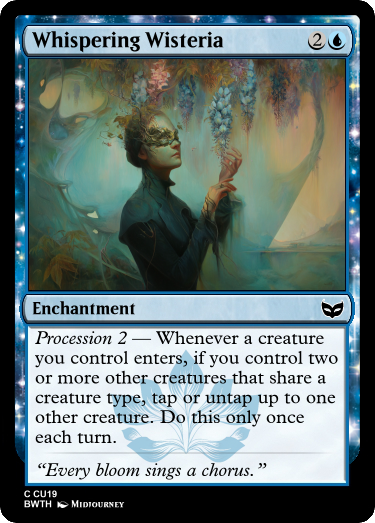 Whispering Wisteria 2
Enchantment
Procession 2 — Whenever a creature
you control enters, if you control two
or more other creatures that share a
creature type, tap or untap up to one
other creature. Do this only once
each turn.
“Every bloom sings a chorus.”
C CU19
BWTH Midjourney